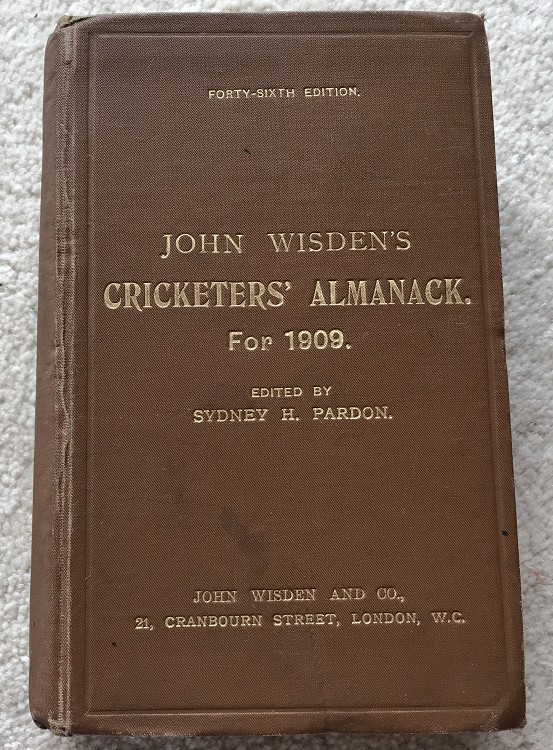 FORTY-SIXTH EDITION.
JOHN WISDEN'S
CRICKETERS' ALMANACK.
For 1909.
EDITED BY
SYDNEY H. PARDON.
JOHN WISDEN AND CO.,
21, CRANBOURN STREET, LONDON, W.C.